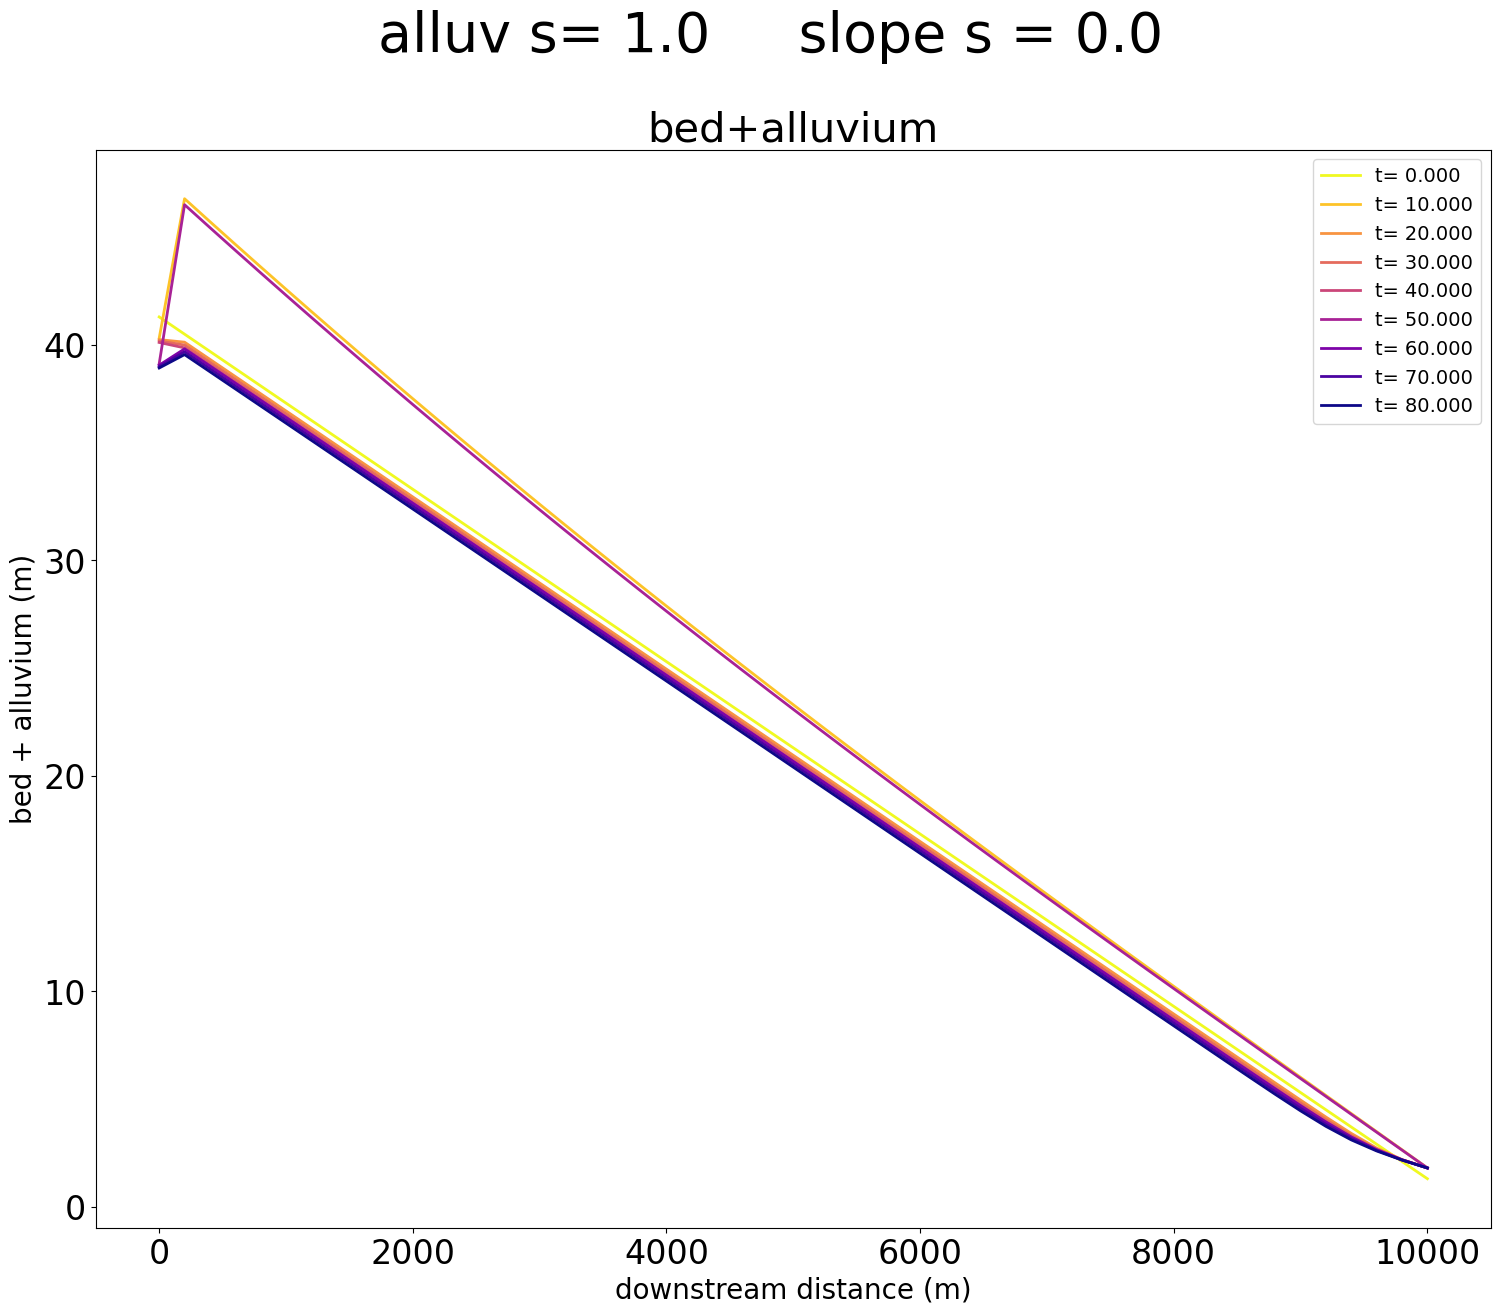 alluv s= 1.0     slope s = 0.0
bed+alluvium
t= 0.000
t= 10.000
t= 20.000
t= 30.000
t= 40.000
t= 50.000
t= 60.000
t= 70.000
t= 80.000
bed + alluvium (m)
40
30
20
10
0
0 2000 4000 6000 8000 10000
downstream distance (m)